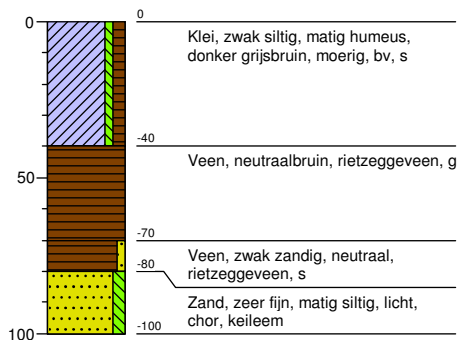 0
0
Klei, zwak siltig, matig humeus,
donker grijsbruin, moerig, bv, s
-40
Veen, neutraalbruin, rietzeggeveen, g
50
-70
Veen, zwak zandig, neutraal,
rietzeggeveen, s
-80
Zand, zeer fijn, matig siltig, licht,
chor, keileem
100
-100